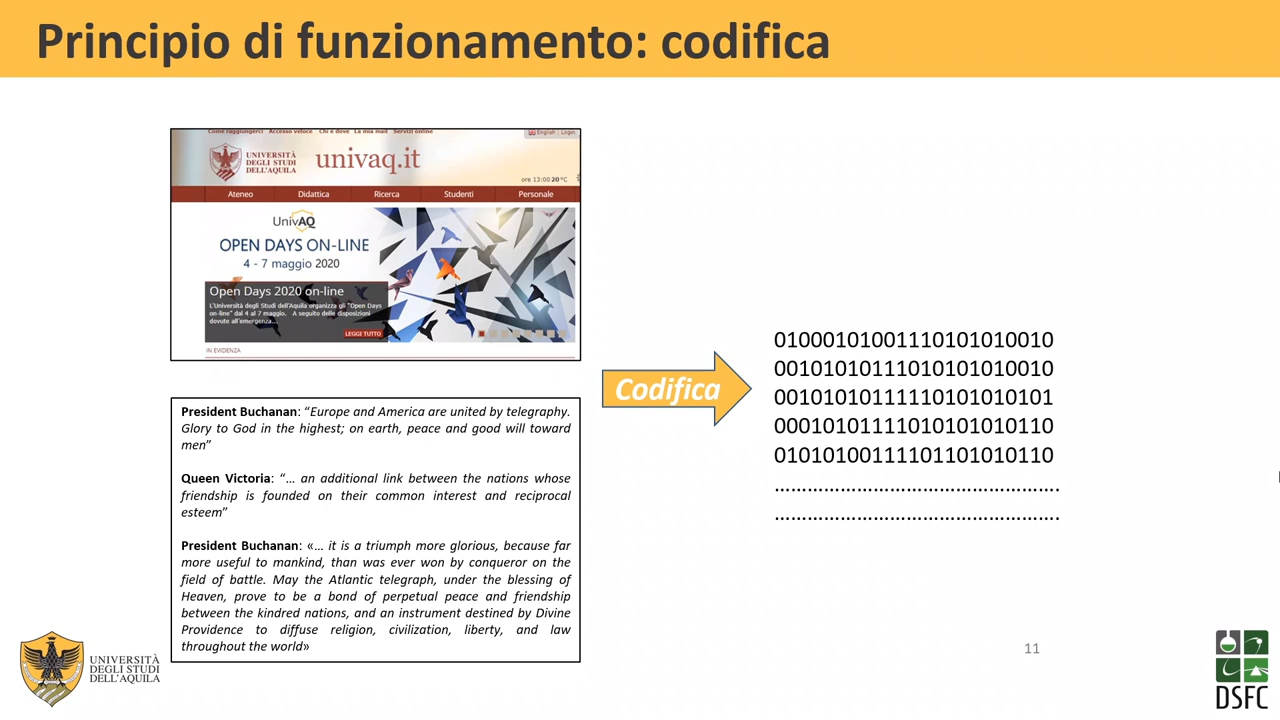 Principio di funzionamento: codifica
Come raggiungerci Accesso veloce Chi è dove La mia mail Servizi online
English Login
UNIVERSITÀ
DEGLI STUDI
DELL'AQUILA
univaq.it
ore 13:00 20 °C
Ateneo Didattica Ricerca Studenti Personale
UnivAQ
OPEN DAYS ON-LINE
4 - 7 maggio 2020
Open Days 2020 on-line
L'Università degli Studi dell'Aquila organizza gli "Open Days
on-line" dal 4 al 7 maggio. A seguito delle disposizioni
dovute all'emergenza...
LEGGI TUTTO
IN EVIDENZA
President Buchanan: “Europe and America are united by telegraphy.
Glory to God in the highest; on earth, peace and good will toward
men”
Queen Victoria: “… an additional link between the nations whose
friendship is founded on their common interest and reciprocal
esteem”
President Buchanan: «… it is a triumph more glorious, because far
more useful to mankind, than was ever won by conqueror on the
field of battle. May the Atlantic telegraph, under the blessing of
Heaven, prove to be a bond of perpetual peace and friendship
between the kindred nations, and an instrument destined by Divine
Providence to diffuse religion, civilization, liberty, and law
throughout the world»
Codifica
01000101001110101010010
00101010111010101010010
00101010111110101010101
00010101111010101010110
01010100111101101010110
…………………………………………….
…………………………………………….
UNIVERSITÀ
DEGLI STUDI
DELL'AQUILA
11
DSFC